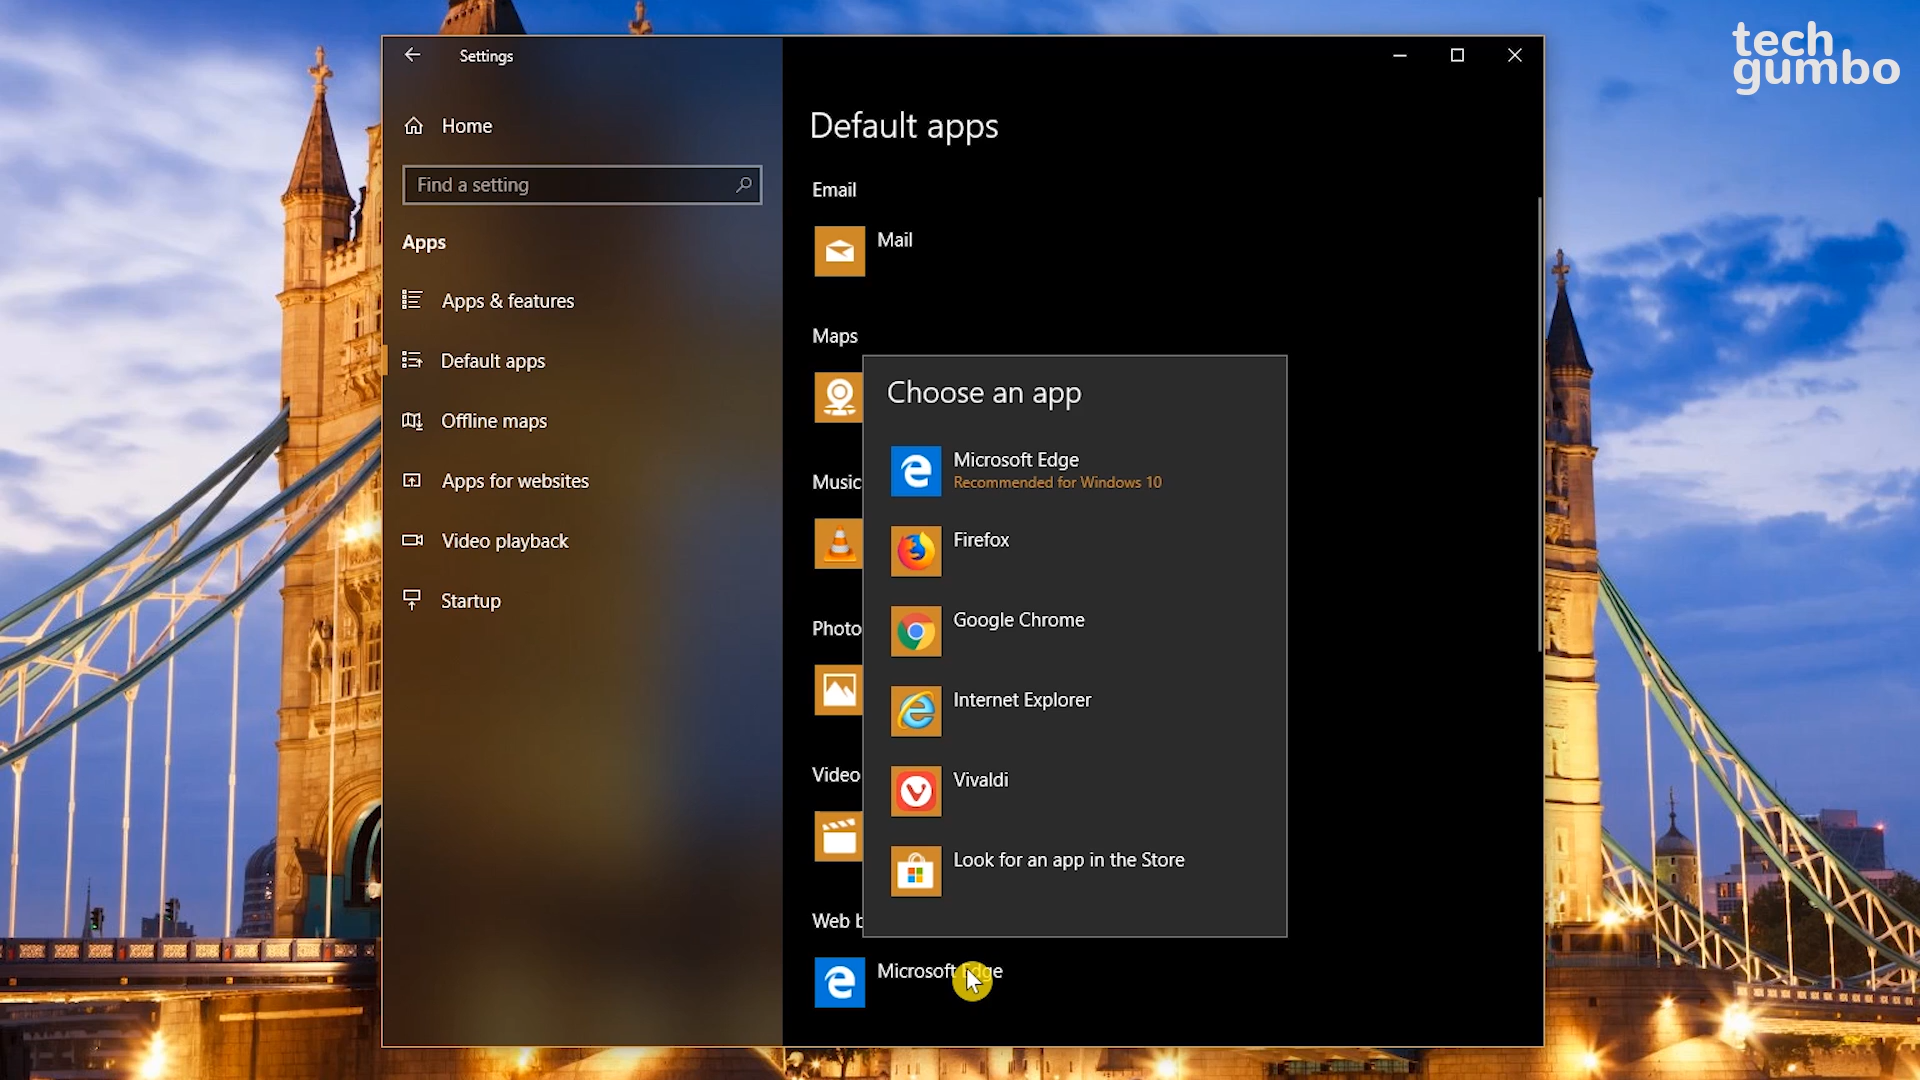 tech
gumbo
Settings
Home
Find a setting
Apps
Apps & features
Default apps
Offline maps
Apps for websites
Video playback
Startup
Default apps
Email
Mail
Maps
Music
Photo
Video
Web b
Microsoft Edge
Choose an app
Microsoft Edge
Recommended for Windows 10
Firefox
Google Chrome
Internet Explorer
Vivaldi
Look for an app in the Store